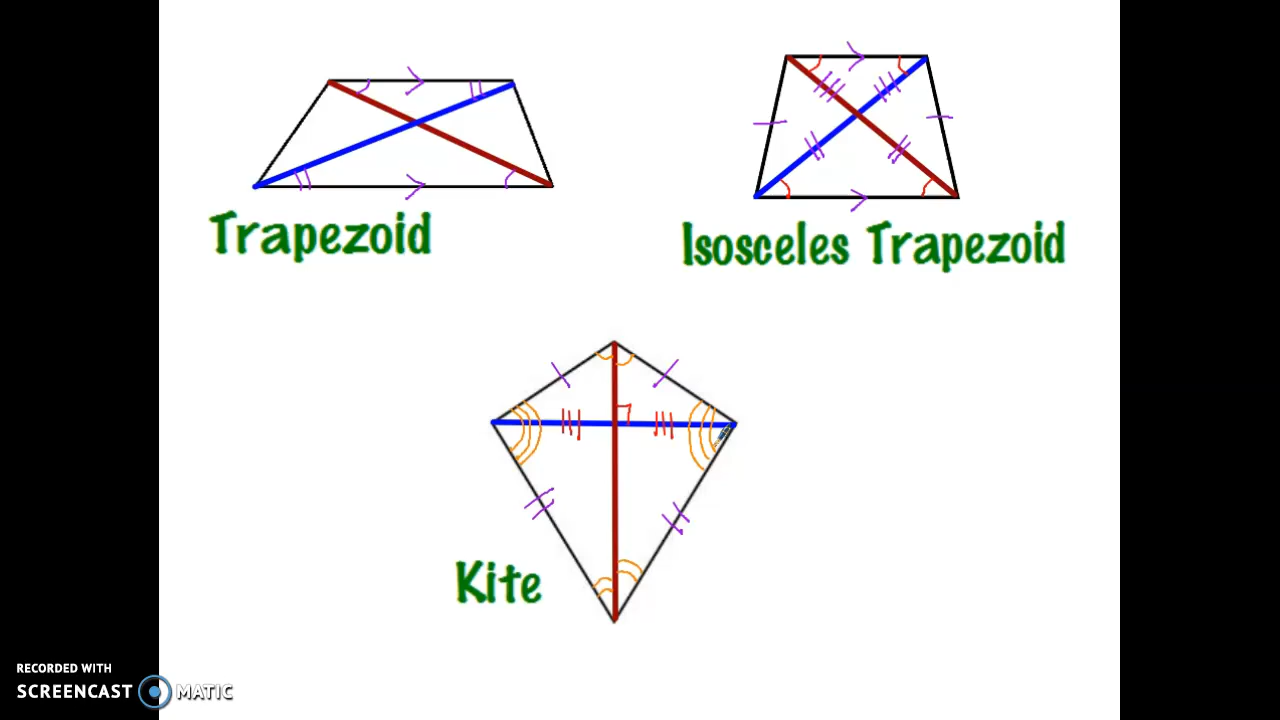 Trapezoid
Isosceles Trapezoid
Kite
RECORDED WITH
SCREENCAST MATIC